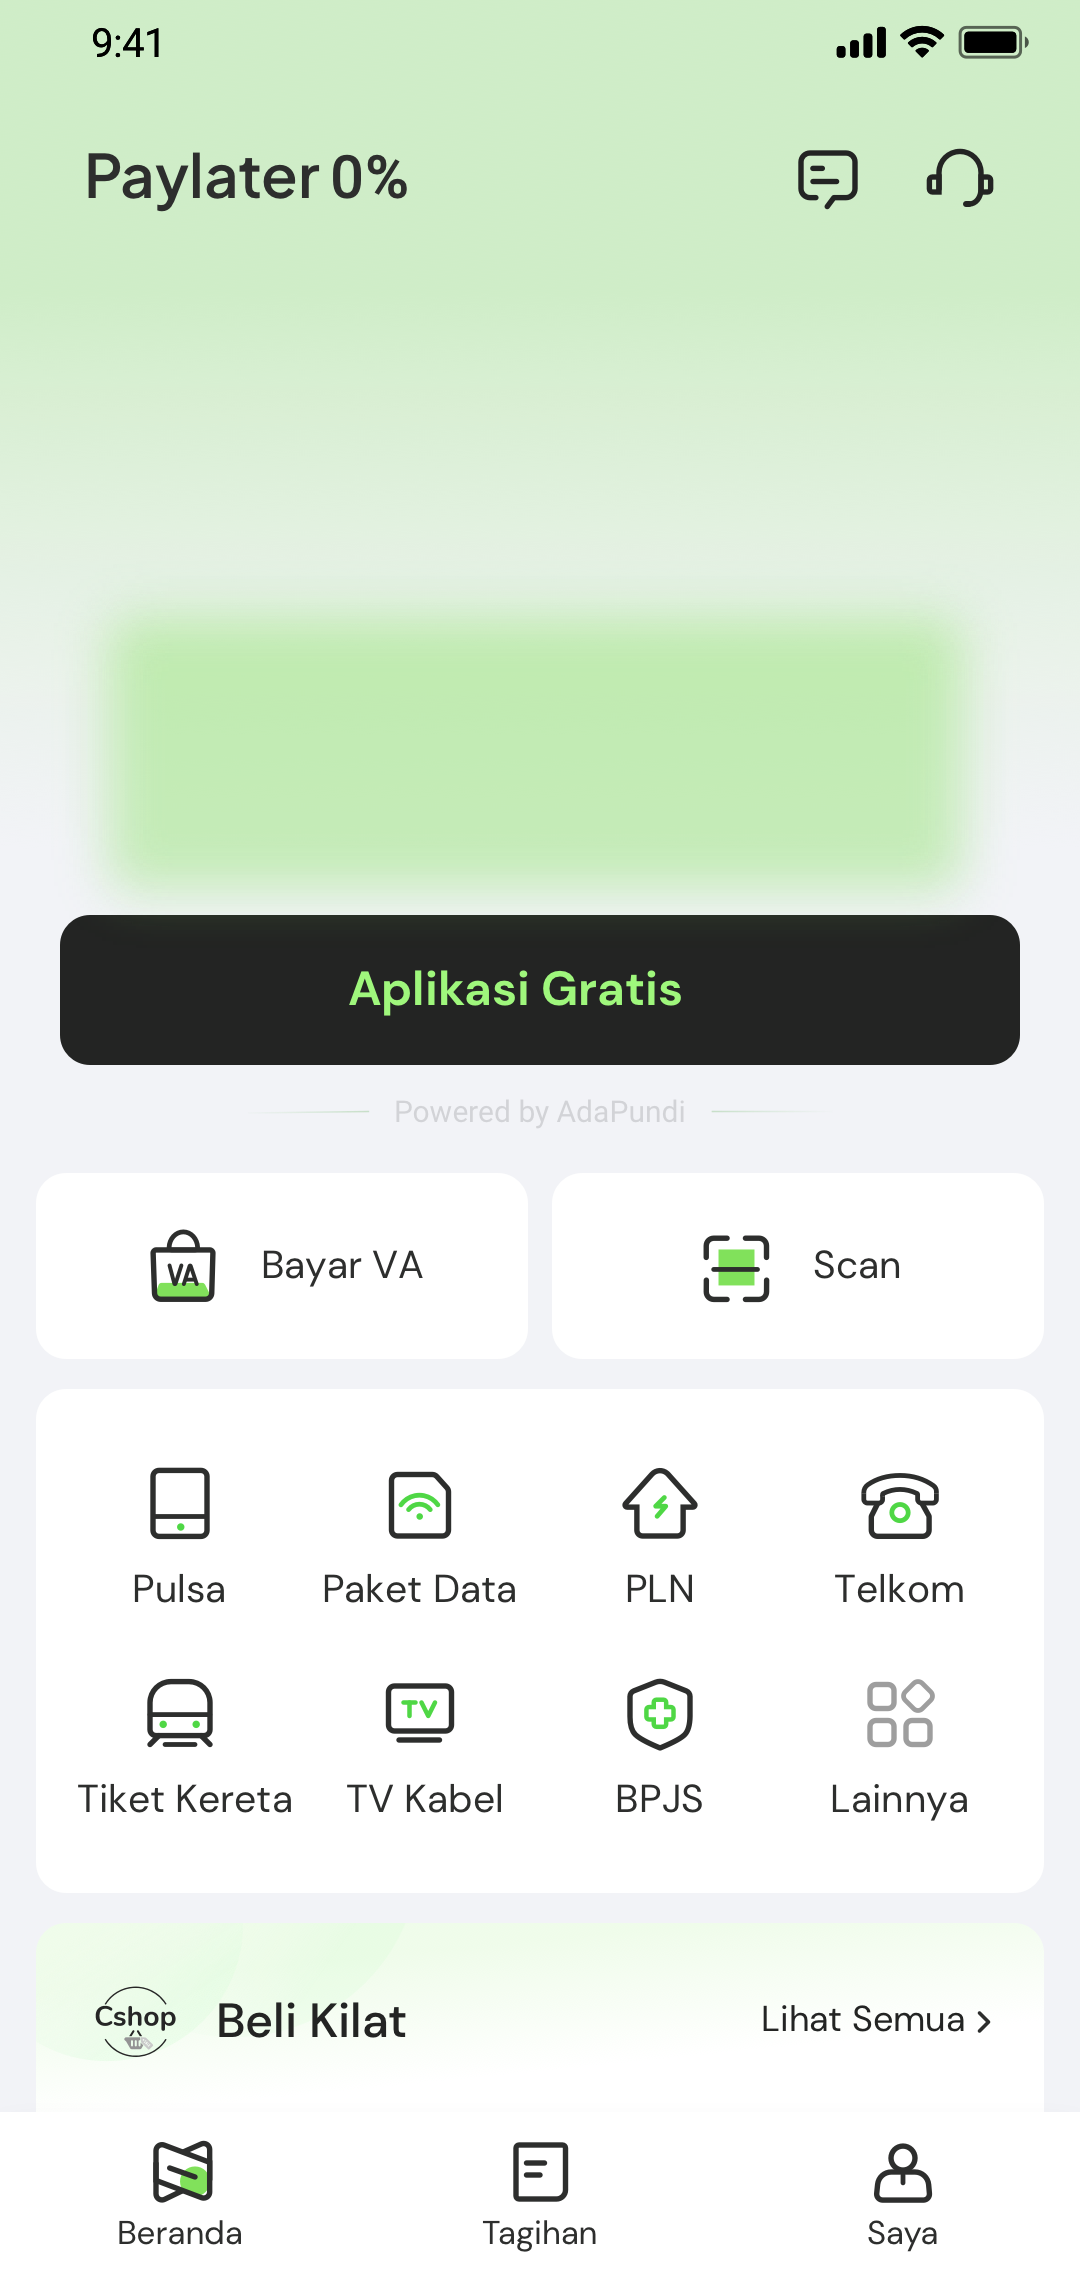 9:41
Paylater 0%
Aplikasi Gratis
Powered by AdaPundi
VA
Bayar VA
Scan
Pulsa
Paket Data
PLN
Telkom
TV
Tiket Kereta
TV Kabel
BPJS
Lainnya
Cshop
Beli Kilat
Lihat Semua
Beranda
Tagihan
Saya